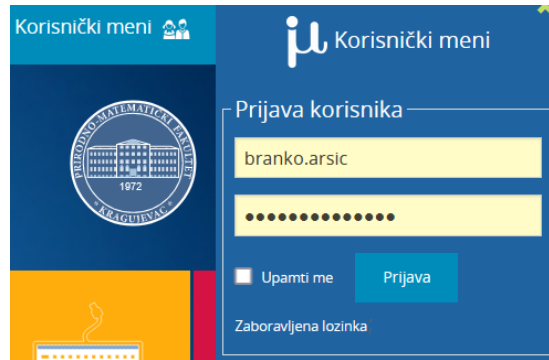 Korisnički meni
PRIRODNO-MATEMATIČKI FAKULTET
1972
KRAGUJEVAC
µ Korisnički meni
Prijava korisnika
branko.arsic
••••••••••••••
Upamti me
Prijava
Zaboravljena lozinka